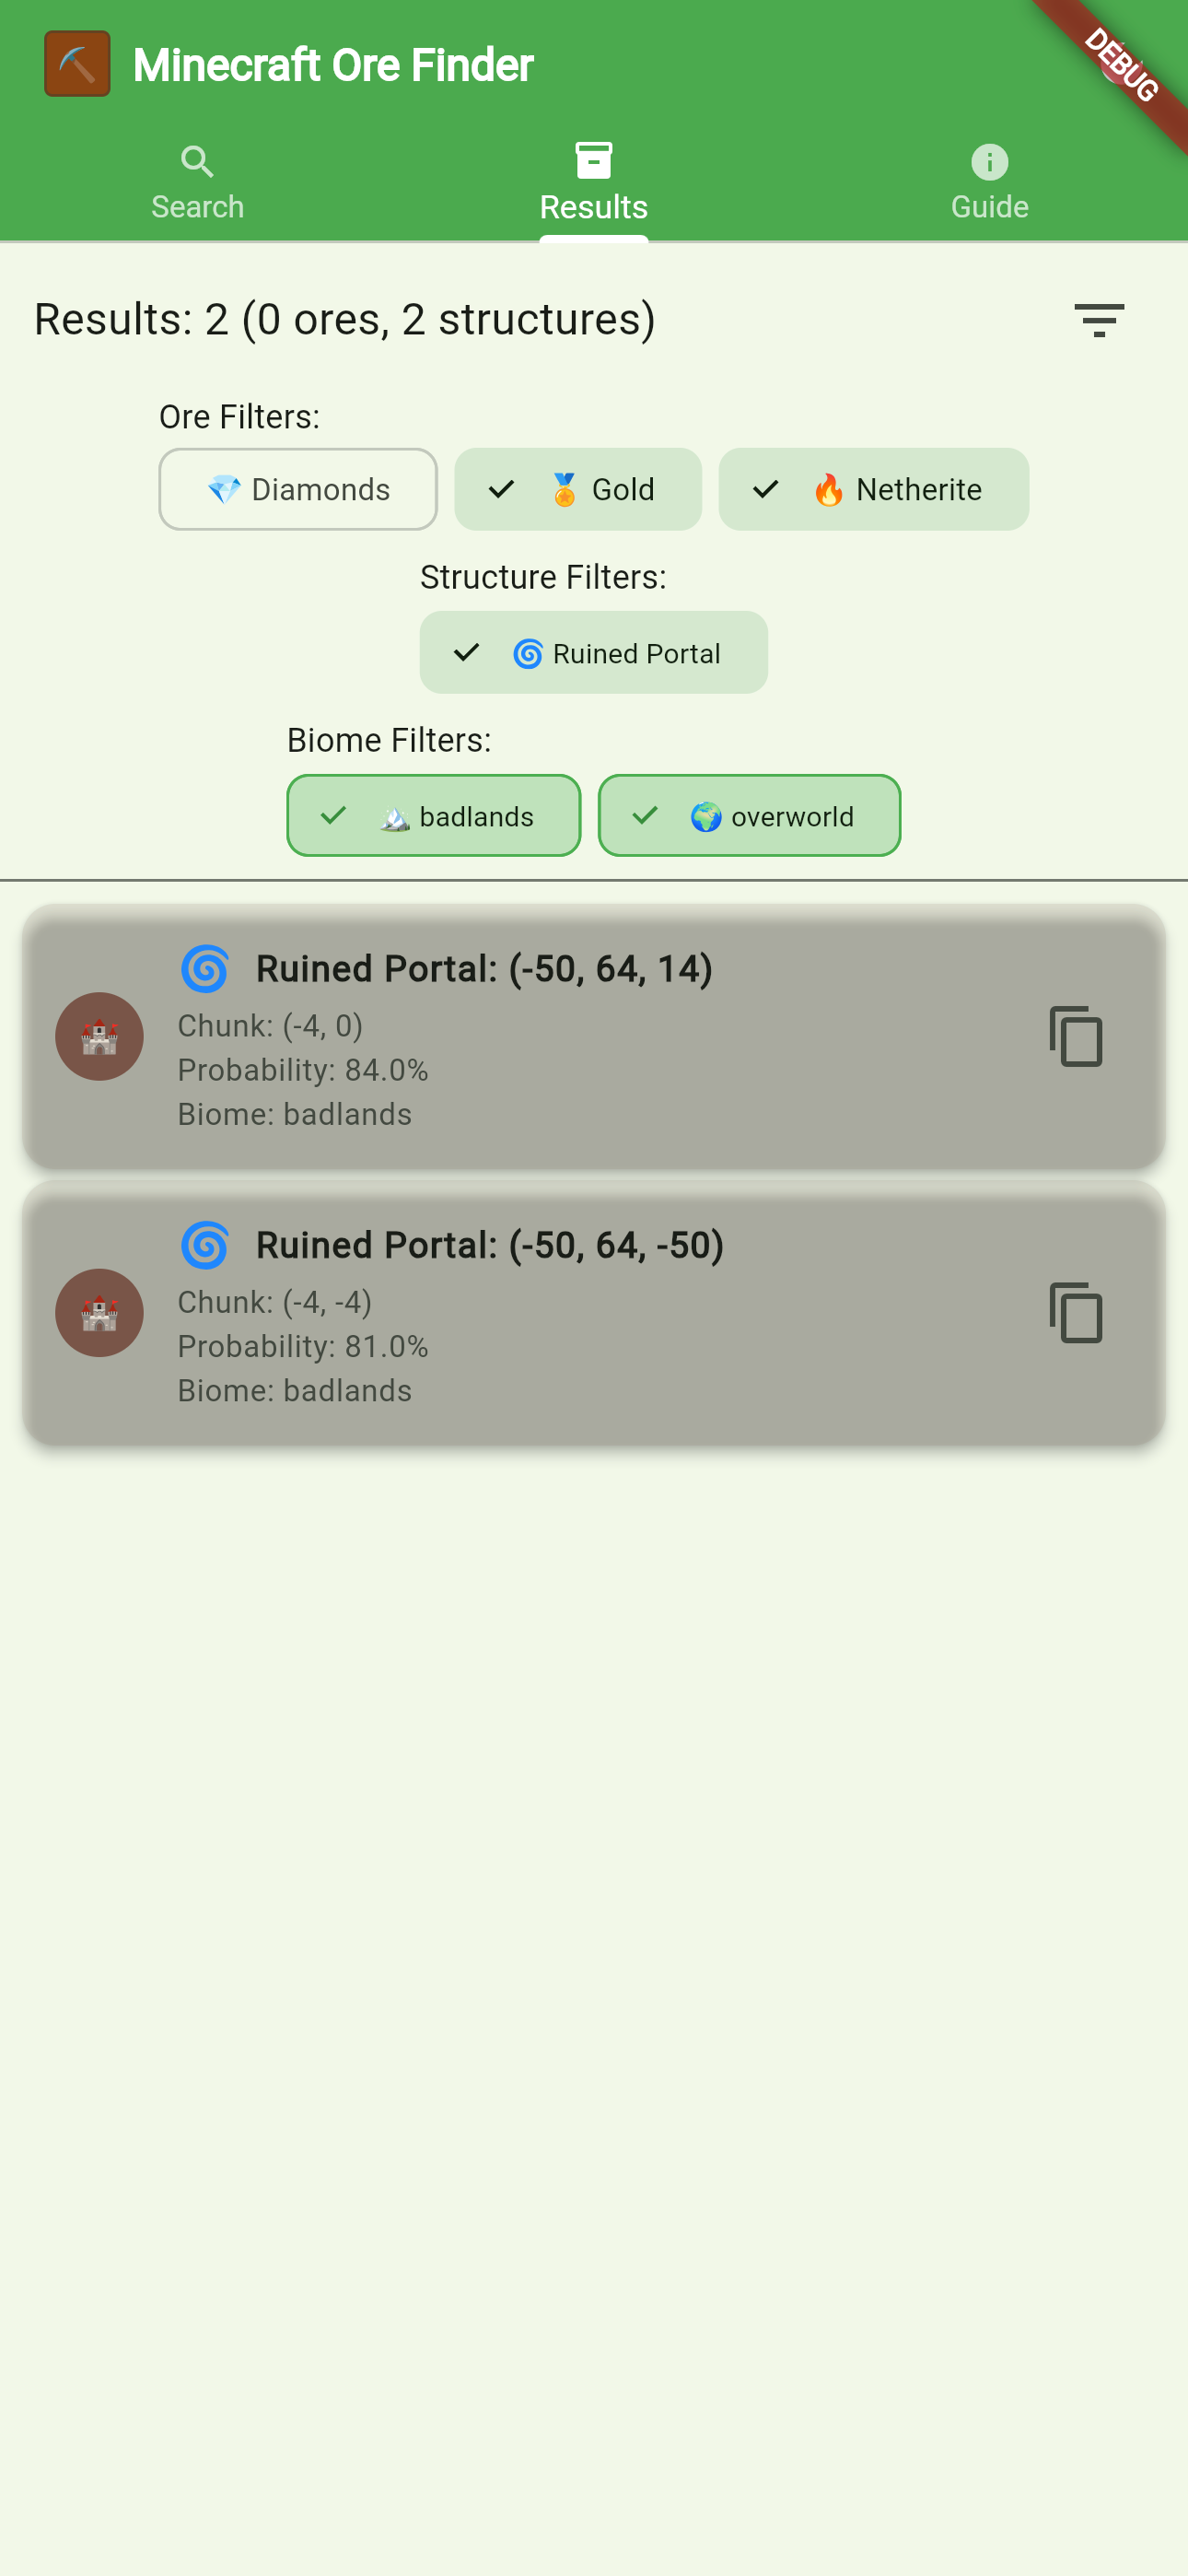 Minecraft Ore Finder
DEBUG
Search
Results
Guide
Results: 2 (0 ores, 2 structures)
Ore Filters:
💎 Diamonds
🏅 Gold
🔥 Netherite
Structure Filters:
🌀 Ruined Portal
Biome Filters:
🏔️ badlands
🌍 overworld
🌀 Ruined Portal: (-50, 64, 14)
Chunk: (-4, 0)
Probability: 84.0%
Biome: badlands
🌀 Ruined Portal: (-50, 64, -50)
Chunk: (-4, -4)
Probability: 81.0%
Biome: badlands